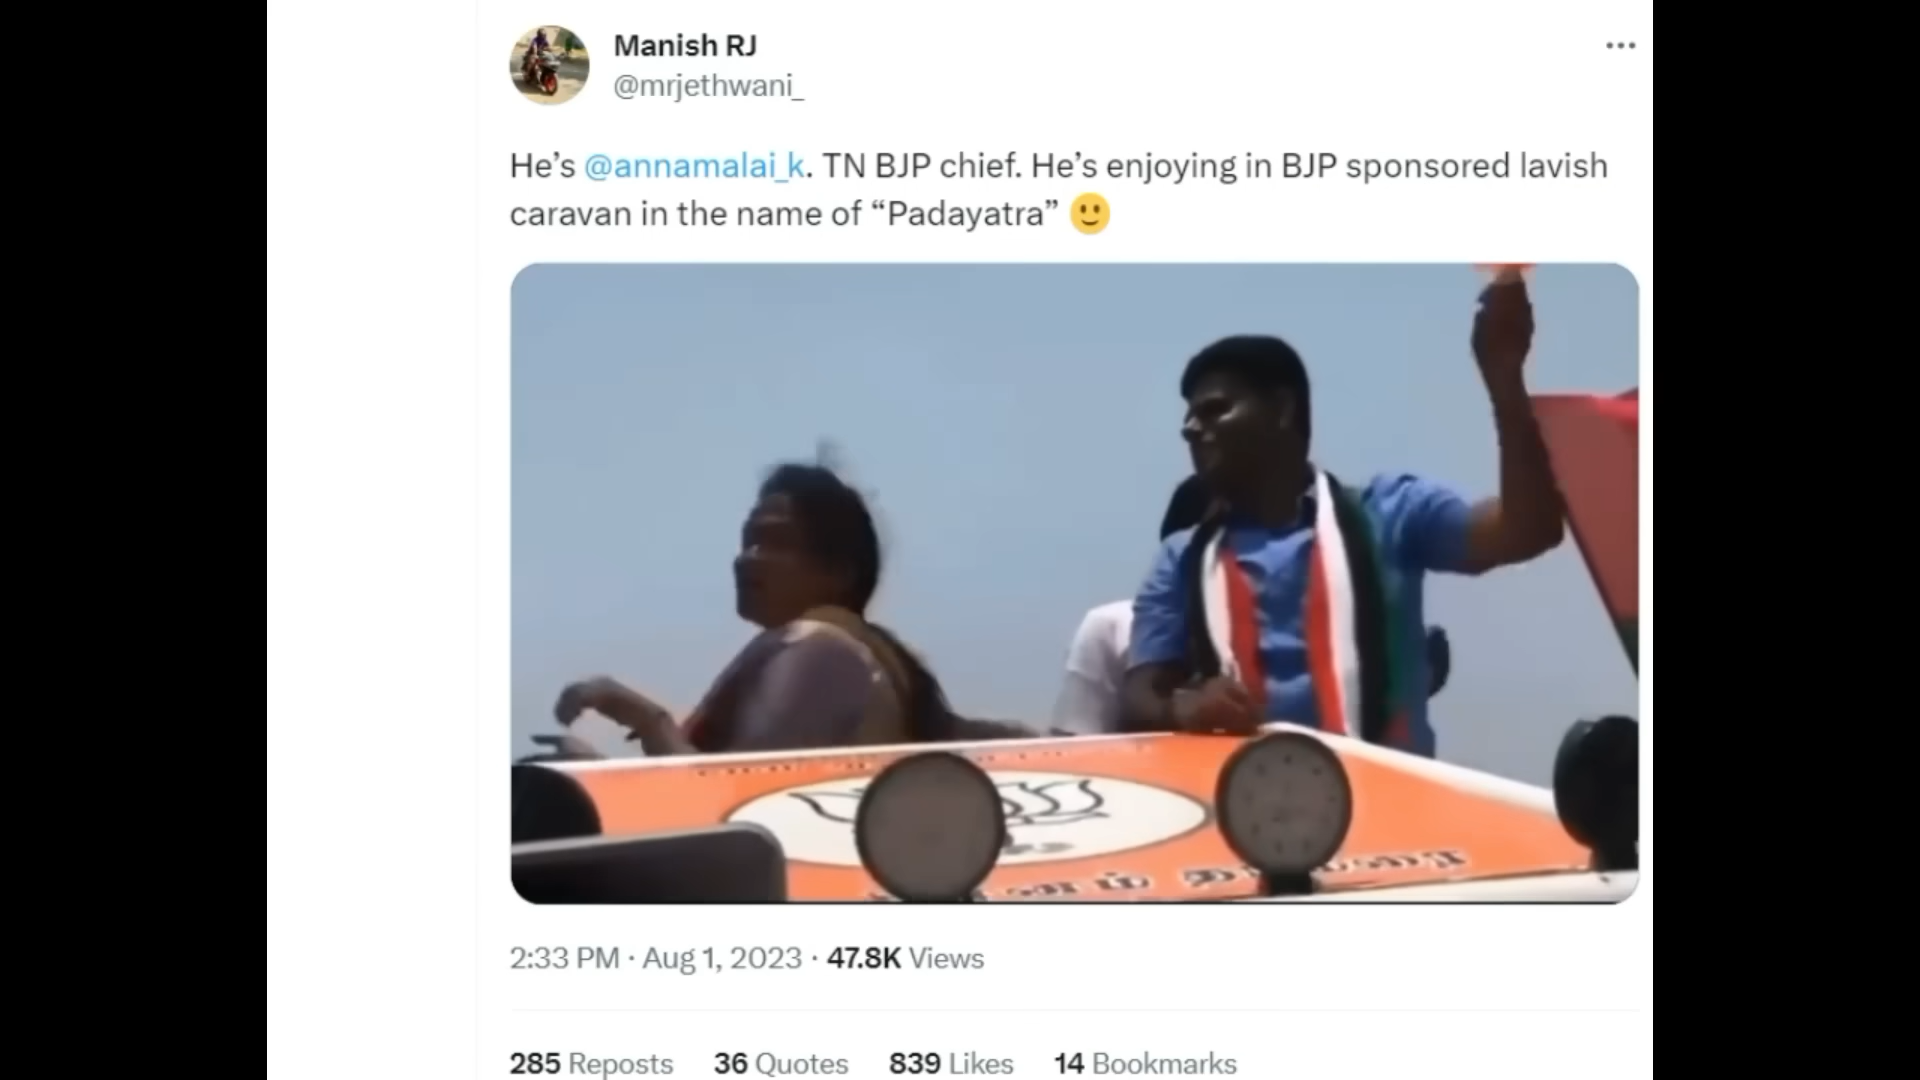 Manish RJ
@mrjethwani_
He’s @annamalai_k. TN BJP chief. He’s enjoying in BJP sponsored lavish
caravan in the name of “Padayatra” 🙂
2:33 PM · Aug 1, 2023 · 47.8K Views
285 Reposts 36 Quotes 839 Likes 14 Bookmarks